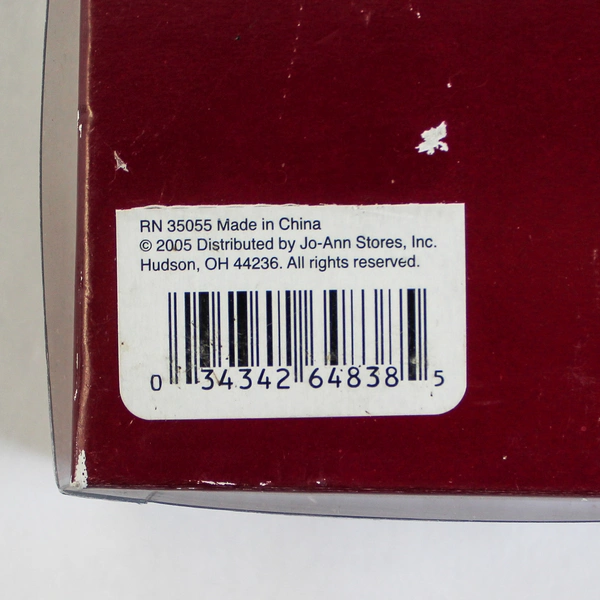 RN 35055 Made in China
© 2005 Distributed by Jo-Ann Stores, Inc.
Hudson, OH 44236. All rights reserved.
0 34342 64838 5